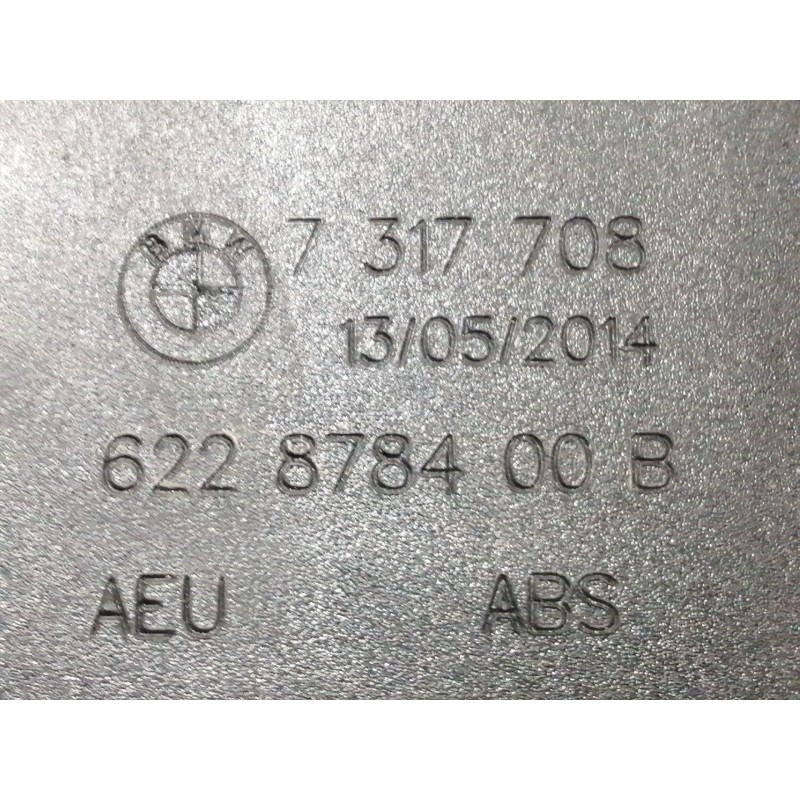 BMW 7 317 708
13/05/2014
622 8784 00 B
AEU ABS